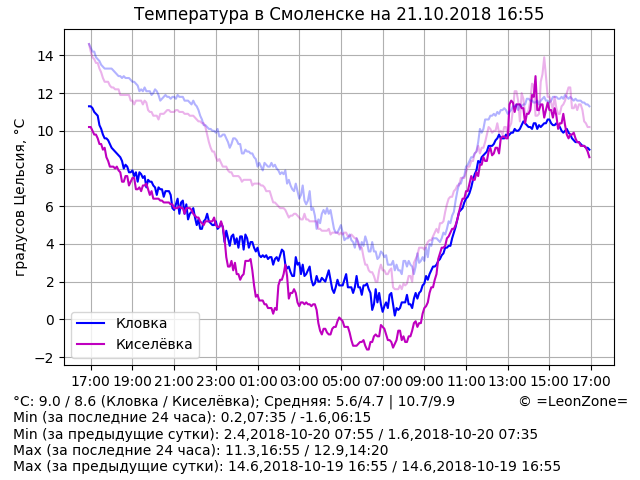 Температура в Смоленске на 21.10.2018 16:55
градусов Цельсия, °C
14
12
10
8
6
4
2
0
−2
Кловка
Киселёвка
17:00 19:00 21:00 23:00 01:00 03:00 05:00 07:00 09:00 11:00 13:00 15:00 17:00
°C: 9.0 / 8.6 (Кловка / Киселёвка); Средняя: 5.6/4.7 | 10.7/9.9 © =LeonZone=
Min (за последние 24 часа): 0.2,07:35 / -1.6,06:15
Min (за предыдущие сутки): 2.4,2018-10-20 07:55 / 1.6,2018-10-20 07:35
Max (за последние 24 часа): 11.3,16:55 / 12.9,14:20
Max (за предыдущие сутки): 14.6,2018-10-19 16:55 / 14.6,2018-10-19 16:55